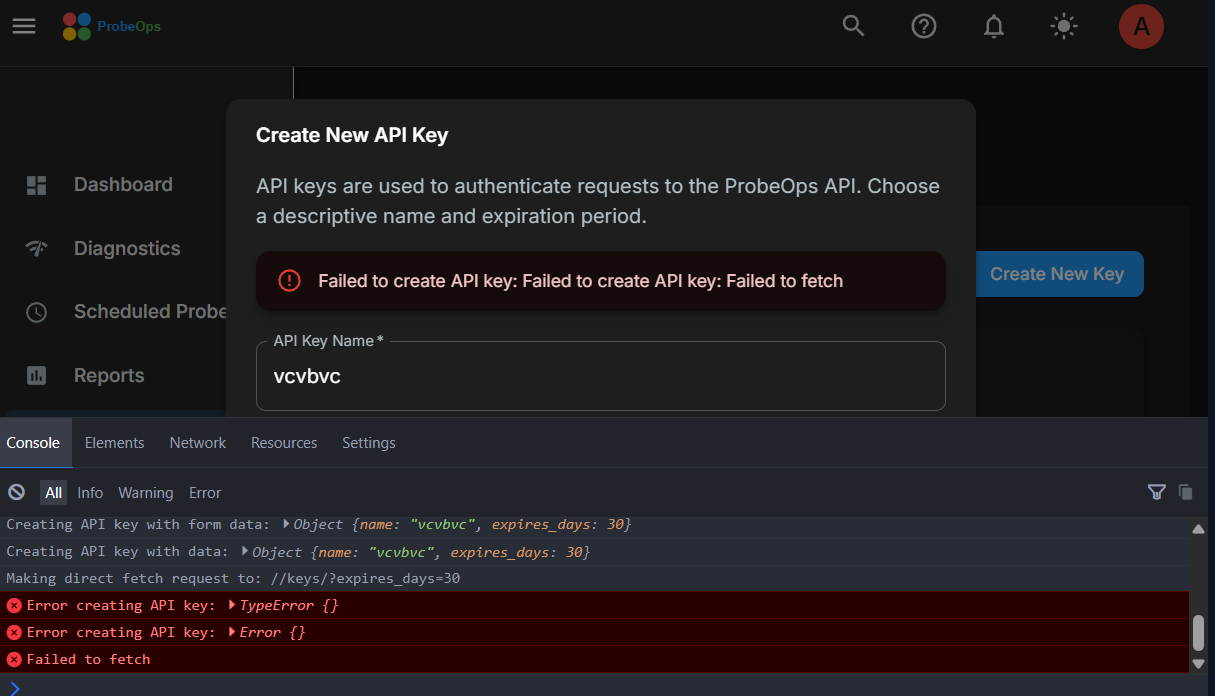 ProbeOps
A
Create New API Key
API keys are used to authenticate requests to the ProbeOps API. Choose
a descriptive name and expiration period.
Dashboard
Diagnostics
Scheduled Probe
Reports
Failed to create API key: Failed to create API key: Failed to fetch
Create New Key
API Key Name *
vcvbvc
Console Elements Network Resources Settings
All Info Warning Error
Creating API key with form data: Object {name: "vcvbvc", expires_days: 30}
Creating API key with data: Object {name: "vcvbvc", expires_days: 30}
Making direct fetch request to: //keys/?expires_days=30
Error creating API key: TypeError {}
Error creating API key: Error {}
Failed to fetch